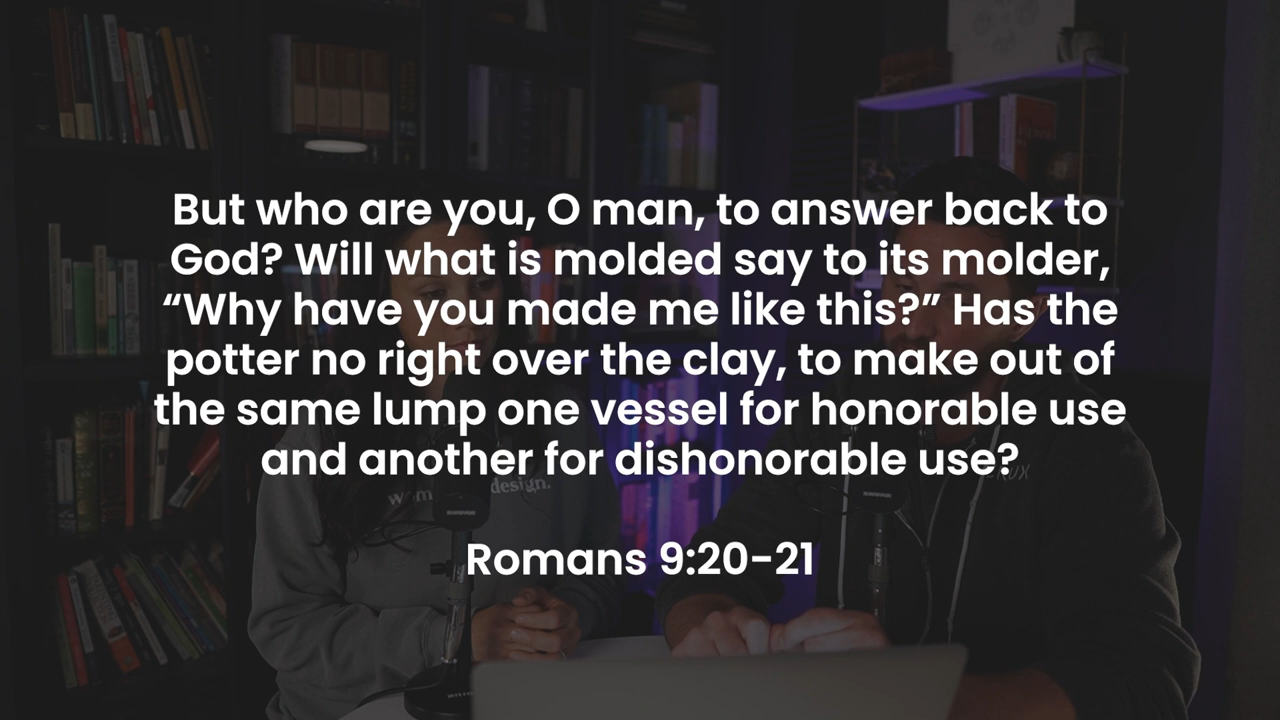 But who are you, O man, to answer back to
God? Will what is molded say to its molder,
“Why have you made me like this?” Has the
potter no right over the clay, to make out of
the same lump one vessel for honorable use
and another for dishonorable use?
design.
Romans 9:20-21